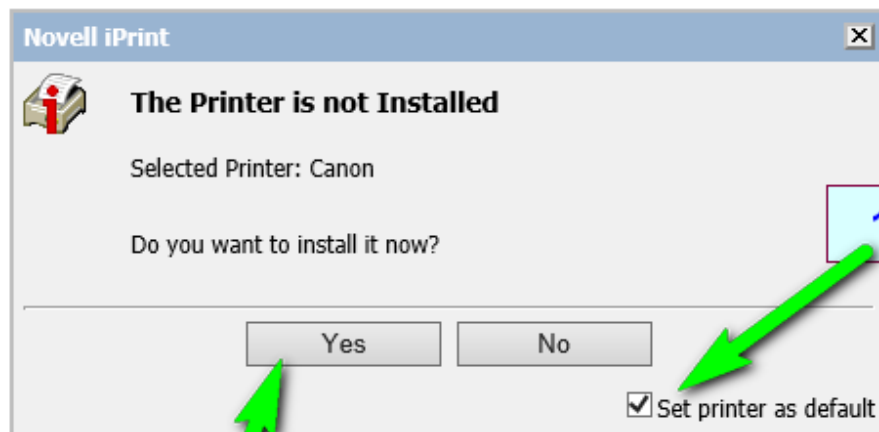 Novell iPrint
The Printer is not Installed
Selected Printer: Canon
Do you want to install it now?
Yes No
Set printer as default